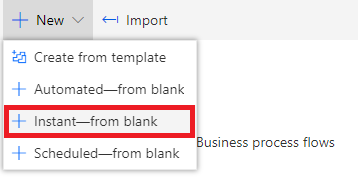 New Import
Create from template
Automated—from blank
Instant—from blank
Business process flows
Scheduled—from blank